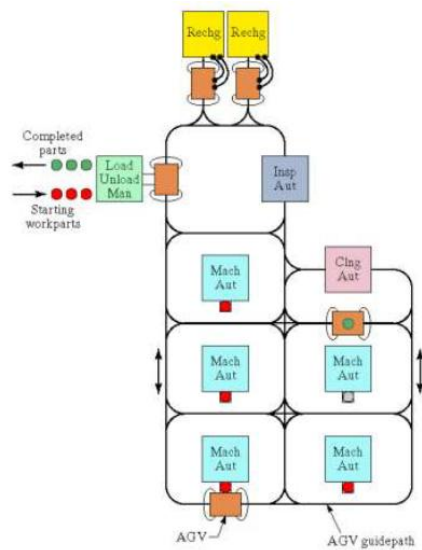 Rechg
Rechg
Completed
parts
Load
Unload
Man
Starting
workparts
Insp
Aut
Mach
Aut
Clng
Aut
Mach
Aut
Mach
Aut
Mach
Aut
Mach
Aut
AGV
AGV guidepath